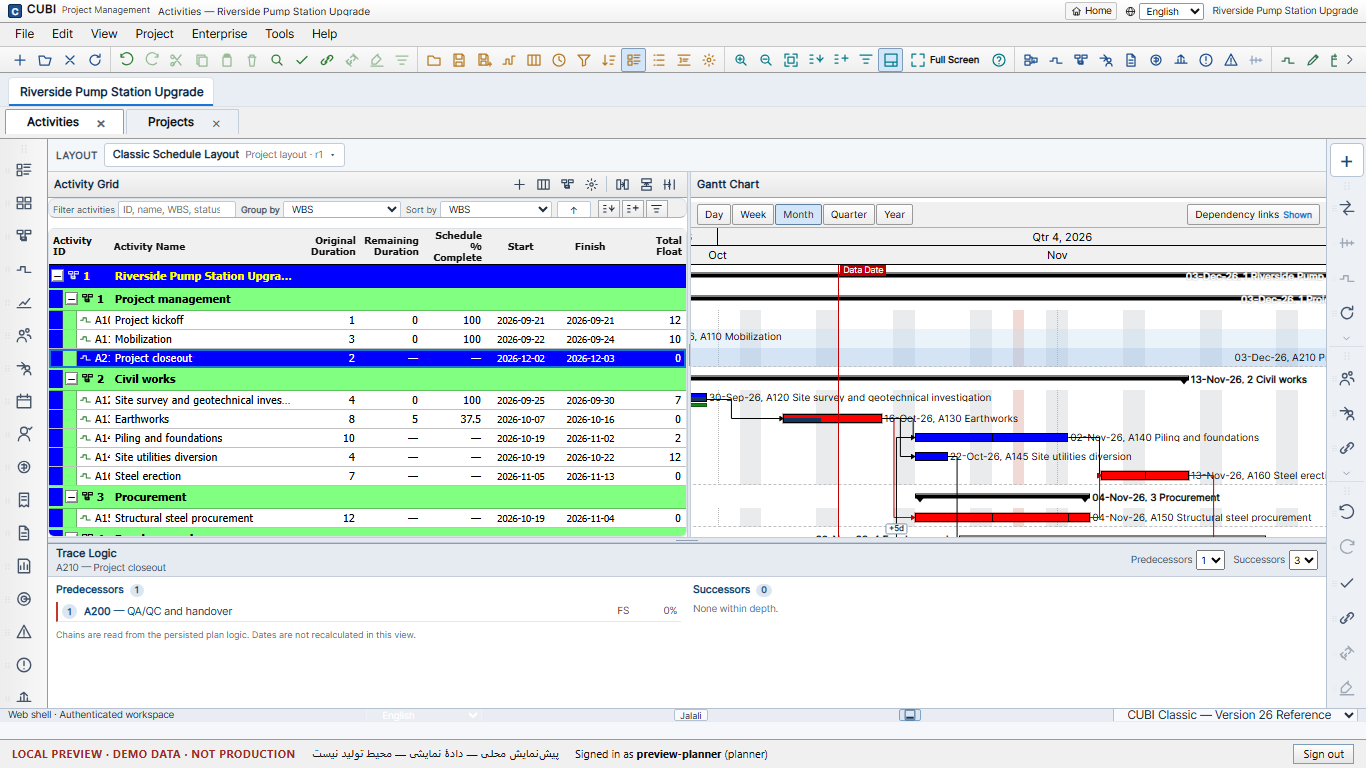 CUBI Project Management Activities — Riverside Pump Station Upgrade Home English Riverside Pump Station Upgrade
File Edit View Project Enterprise Tools Help
Full Screen
Riverside Pump Station Upgrade
Activities Projects
LAYOUT Classic Schedule Layout Project layout · r1
Activity Grid
Filter activities ID, name, WBS, status Group by WBS Sort by WBS
Activity ID Activity Name Original Duration Remaining Duration Schedule % Complete Start Finish Total Float
1 Riverside Pump Station Upgra...
1 Project management
A10 Project kickoff 1 0 100 2026-09-21 2026-09-21 12
A11 Mobilization 3 0 100 2026-09-22 2026-09-24 10
A21 Project closeout 2 — — 2026-12-02 2026-12-03 0
2 Civil works
A12 Site survey and geotechnical inves... 4 0 100 2026-09-25 2026-09-30 7
A13 Earthworks 8 5 37.5 2026-10-07 2026-10-16 0
A14 Piling and foundations 10 — — 2026-10-19 2026-11-02 2
A14 Site utilities diversion 4 — — 2026-10-19 2026-10-22 12
A16 Steel erection 7 — — 2026-11-05 2026-11-13 0
3 Procurement
A15 Structural steel procurement 12 — — 2026-10-19 2026-11-04 0
Gantt Chart
Day Week Month Quarter Year Dependency links Shown
Qtr 4, 2026
Oct Nov
Data Date
03-Dec-26, 1 Riverside Pump
03-Dec-26, 1 Proj
A110 Mobilization
03-Dec-26, A210 P
13-Nov-26, 2 Civil works
30-Sep-26, A120 Site survey and geotechnical investigation
16-Oct-26, A130 Earthworks
02-Nov-26, A140 Piling and foundations
22-Oct-26, A145 Site utilities diversion
13-Nov-26, A160 Steel erecti
04-Nov-26, 3 Procurement
04-Nov-26, A150 Structural steel procurement
+5d
Trace Logic
A210 — Project closeout
Predecessors 1 Successors 3
Predecessors 1
1 A200 — QA/QC and handover FS 0%
Chains are read from the persisted plan logic. Dates are not recalculated in this view.
Successors 0
None within depth.
Web shell · Authenticated workspace English Jalali CUBI Classic — Version 26 Reference
LOCAL PREVIEW · DEMO DATA · NOT PRODUCTION پیش‌نمایش محلی — دادهٔ نمایشی — محیط تولید نیست Signed in as preview-planner (planner) Sign out